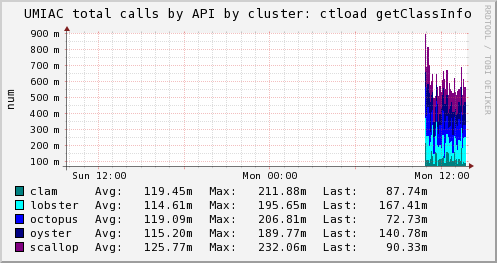 UMIAC total calls by API by cluster: ctload getClassInfo
RRDTOOL / TOBI OETIKER
num
900 m
800 m
700 m
600 m
500 m
400 m
300 m
200 m
100 m
Sun 12:00 Mon 00:00 Mon 12:00
clam Avg: 119.45m Max: 211.88m Last: 87.74m
lobster Avg: 114.61m Max: 195.65m Last: 167.41m
octopus Avg: 119.09m Max: 206.81m Last: 72.73m
oyster Avg: 115.20m Max: 189.77m Last: 140.78m
scallop Avg: 125.77m Max: 232.06m Last: 90.33m